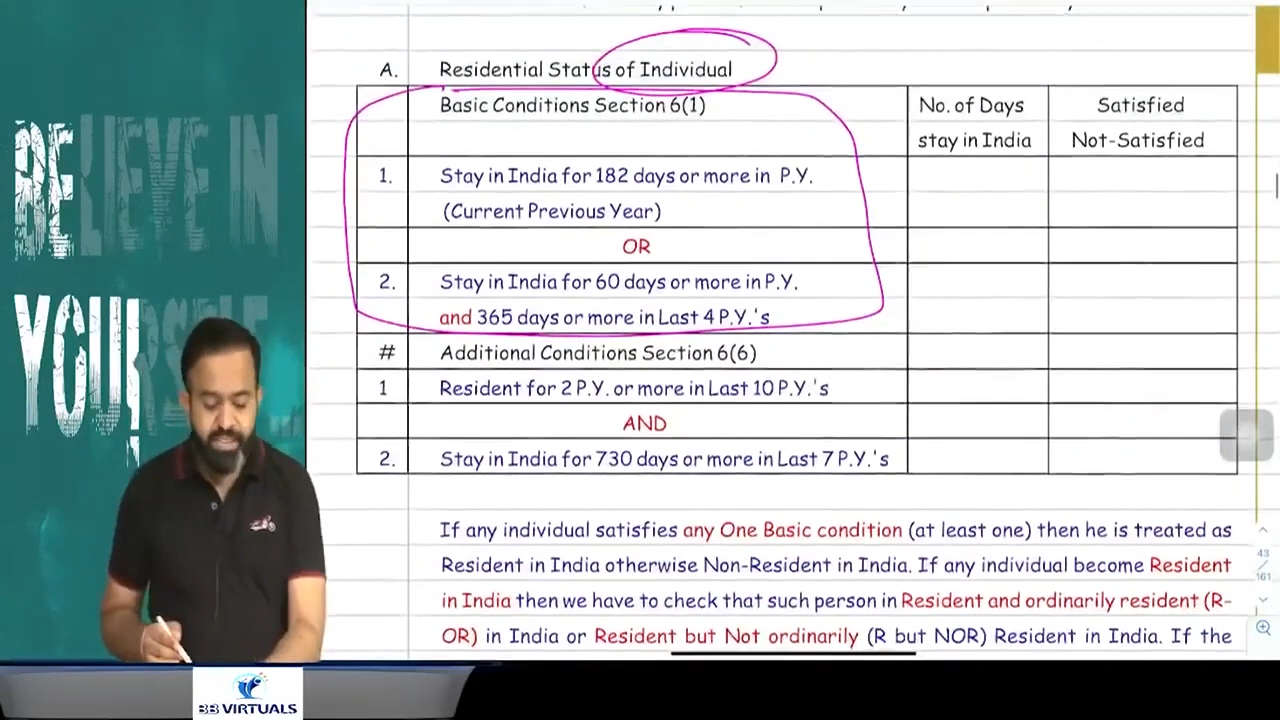 BELIEVE IN
YOURSELF...
A. Residential Status of Individual
Basic Conditions Section 6(1) No. of Days Satisfied
stay in India Not-Satisfied
1. Stay in India for 182 days or more in P.Y.
(Current Previous Year)
OR
2. Stay in India for 60 days or more in P.Y.
and 365 days or more in Last 4 P.Y.'s
# Additional Conditions Section 6(6)
1 Resident for 2 P.Y. or more in Last 10 P.Y.'s
AND
2. Stay in India for 730 days or more in Last 7 P.Y.'s
If any individual satisfies any One Basic condition (at least one) then he is treated as
Resident in India otherwise Non-Resident in India. If any individual become Resident
in India then we have to check that such person in Resident and ordinarily resident (R-
OR) in India or Resident but Not ordinarily (R but NOR) Resident in India. If the
43
/
161
BB VIRTUALS